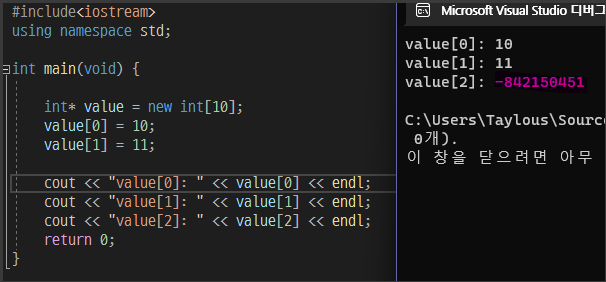 #include<iostream>
using namespace std;
int main(void) {
int* value = new int[10];
value[0] = 10;
value[1] = 11;
cout << "value[0]: " << value[0] << endl;
cout << "value[1]: " << value[1] << endl;
cout << "value[2]: " << value[2] << endl;
return 0;
}
Microsoft Visual Studio 디버그
value[0]: 10
value[1]: 11
value[2]: -842150451
C:\Users\Taylous\Sourc
0개).
이 창을 닫으려면 아무